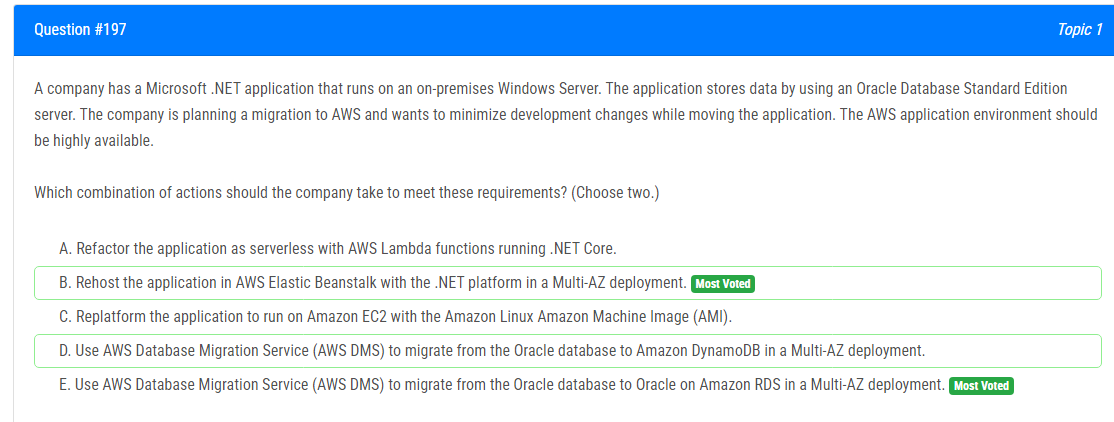 Question #197
Topic 1
A company has a Microsoft .NET application that runs on an on-premises Windows Server. The application stores data by using an Oracle Database Standard Edition
server. The company is planning a migration to AWS and wants to minimize development changes while moving the application. The AWS application environment should
be highly available.
Which combination of actions should the company take to meet these requirements? (Choose two.)
A. Refactor the application as serverless with AWS Lambda functions running .NET Core.
B. Rehost the application in AWS Elastic Beanstalk with the .NET platform in a Multi-AZ deployment. Most Voted
C. Replatform the application to run on Amazon EC2 with the Amazon Linux Amazon Machine Image (AMI).
D. Use AWS Database Migration Service (AWS DMS) to migrate from the Oracle database to Amazon DynamoDB in a Multi-AZ deployment.
E. Use AWS Database Migration Service (AWS DMS) to migrate from the Oracle database to Oracle on Amazon RDS in a Multi-AZ deployment. Most Voted